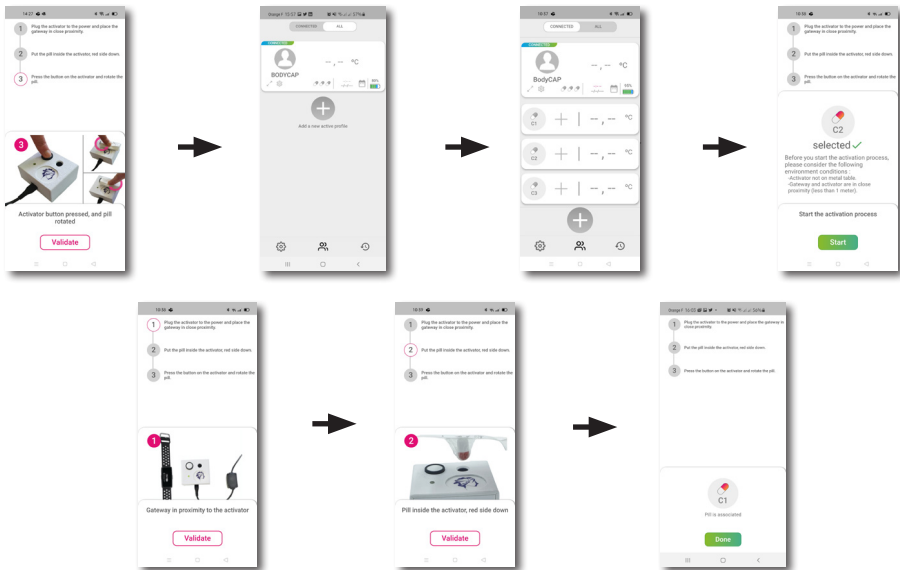 14:27
1 Plug the activator to the power and place the
gateway in close proximity.
2 Put the pill inside the activator, red side down.
3 Press the button on the activator and rotate the
pill.
3
Activator button pressed, and pill
rotated
Validate
Orange F 12:57 57%
CONNECTED ALL
CONNECTED
--,-- °C
BODYCAP
Add a new active profile
CONNECTED ALL
CONNECTED
--,-- °C
BodyCAP
C1 --,-- °C
C2 --,-- °C
C3 --,-- °C
1 Plug the activator to the power and place the
gateway in close proximity.
2 Put the pill inside the activator, red side down.
3 Press the button on the activator and rotate the
pill.
C2
selected
Before you start the activation process,
please consider the following
environment conditions :
-Activator not on metal table.
-Gateway and activator are in close
proximity (less than 1 meter).
Start the activation process
Start
1 Plug the activator to the power and place the
gateway in close proximity.
2 Put the pill inside the activator, red side down.
3 Press the button on the activator and rotate the
pill.
1
Gateway in proximity to the activator
Validate
1 Plug the activator to the power and place the
gateway in close proximity.
2 Put the pill inside the activator, red side down.
3 Press the button on the activator and rotate the
pill.
2
Pill inside the activator, red side down
Validate
1 Plug the activator to the power and place the gateway in
close proximity.
2 Put the pill inside the activator, red side down.
3 Press the button on the activator and rotate the pill.
C1
Pill is associated
Done